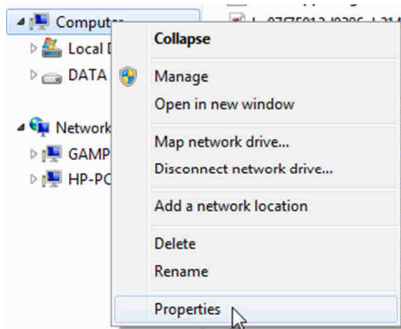 Computer
Collapse
Local
DATA
Manage
Open in new window
Network
Map network drive...
GAMP
Disconnect network drive...
HP-PC
Add a network location
Delete
Rename
Properties